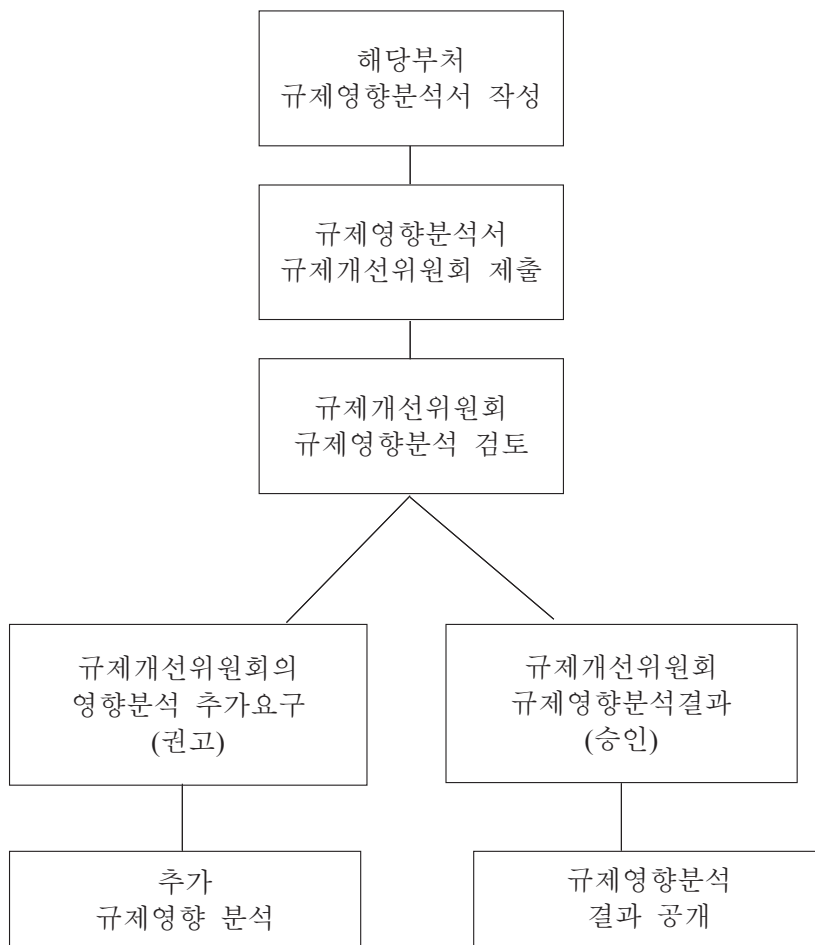 해당부처
규제영향분석서 작성
규제영향분석서
규제개선위원회 제출
규제개선위원회
규제영향분석 검토
규제개선위원회의
영향분석 추가요구
(권고)
규제개선위원회
규제영향분석결과
(승인)
추가
규제영향 분석
규제영향분석
결과 공개